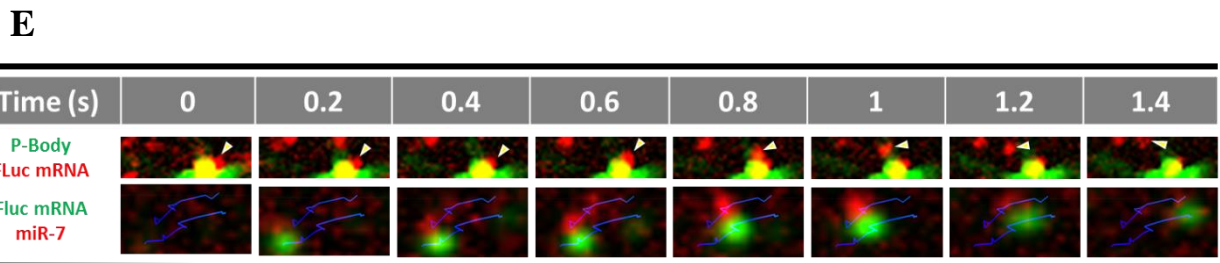 E
Time (s) 0 0.2 0.4 0.6 0.8 1 1.2 1.4
P-Body
FLuc mRNA
Fluc mRNA
miR-7